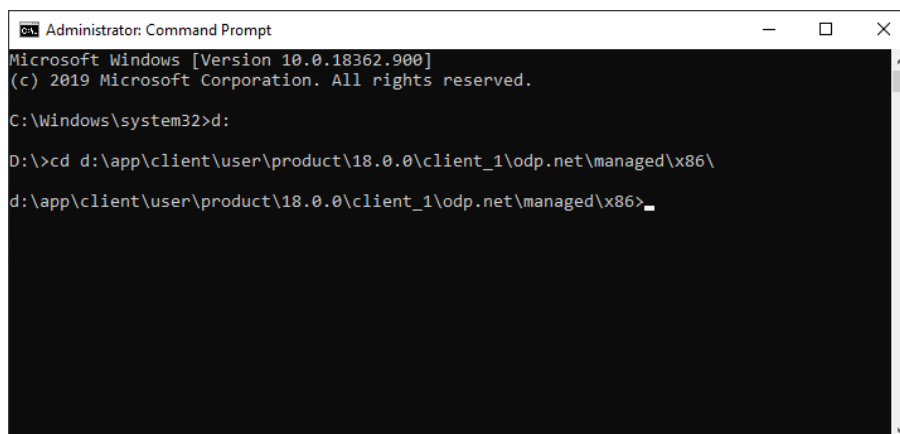 Administrator: Command Prompt
Microsoft Windows [Version 10.0.18362.900]
(c) 2019 Microsoft Corporation. All rights reserved.
C:\Windows\system32>d:
D:\>cd d:\app\client\user\product\18.0.0\client_1\odp.net\managed\x86\
d:\app\client\user\product\18.0.0\client_1\odp.net\managed\x86>